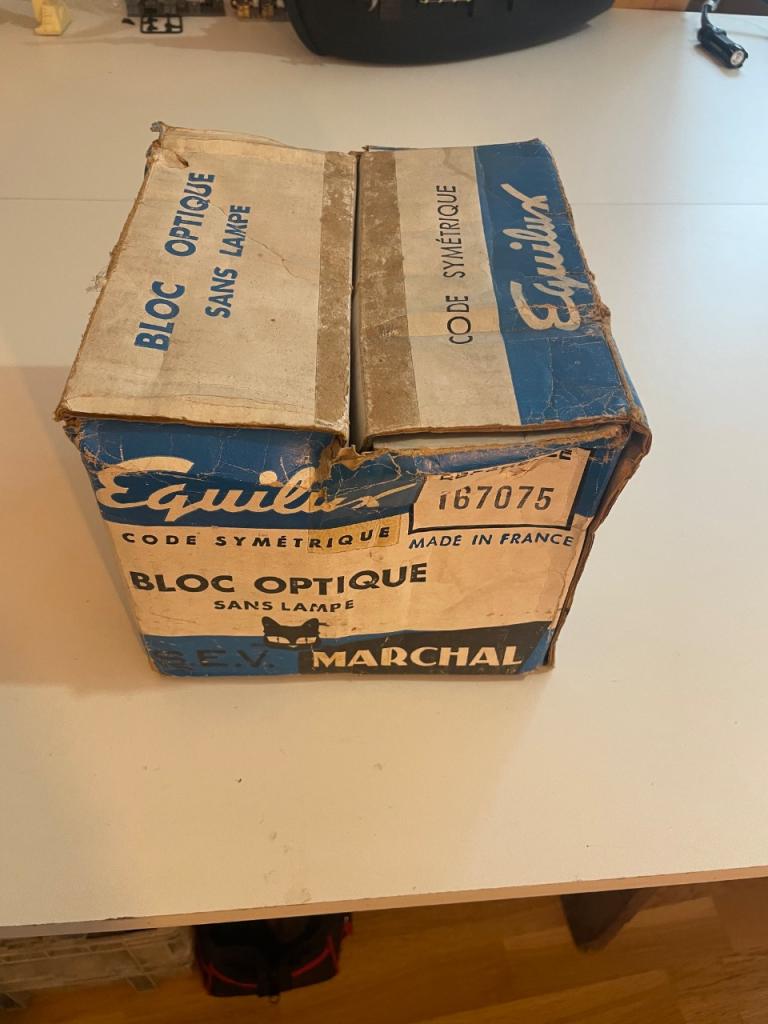 BLOC OPTIQUE
SANS LAMPE
CODE SYMÉTRIQUE
Equilux
Equilux
167075
CODE SYMÉTRIQUE
MADE IN FRANCE
BLOC OPTIQUE
SANS LAMPE
S.E.V. MARCHAL